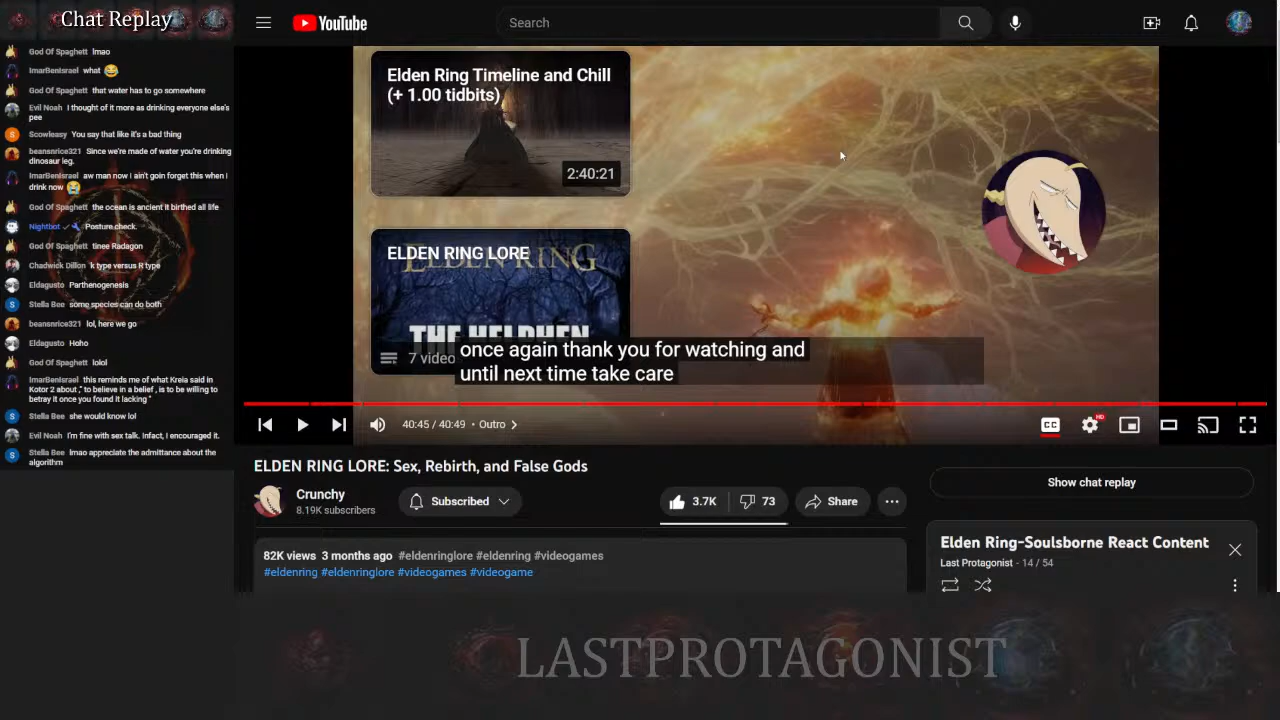 Chat Replay
God Of Spaghett lmao
ImarBenIsrael what 😂
God Of Spaghett that water has to go somewhere
Evil Noah I thought of it more as drinking everyone else's
pee
Scowleasy You say that like it's a bad thing
beansnrice321 Since we're made of water you're drinking
dinosaur leg.
ImarBenIsrael aw man now i ain't goin forget this when i
drink now 😭
God Of Spaghett the ocean is ancient it birthed all life
Nightbot Posture check.
God Of Spaghett tinee Radagon
Chadwick Dillon `k type versus R type
Eldagusto Parthenogenesis
Stella Bee some species can do both
beansnrice321 lol, here we go
Eldagusto Hoho
God Of Spaghett lolol
ImarBenIsrael this reminds me of what Kreia said in
Kotor 2 about ," to believe in a belief , is to be willing to
betray it once you found it lacking "
Stella Bee she would know lol
Evil Noah I'm fine with sex talk. Infact, I encouraged it.
Stella Bee lmao appreciate the admittance about the
algorithm
YouTube
Search
Elden Ring Timeline and Chill
(+ 1.00 tidbits)
2:40:21
ELDEN RING LORE
ELDEN RING
7 video
once again thank you for watching and
until next time take care
40:45 / 40:49 • Outro
CC
HD
ELDEN RING LORE: Sex, Rebirth, and False Gods
Crunchy
8.19K subscribers
Subscribed
3.7K
73
Share
82K views 3 months ago #eldenringlore #eldenring #videogames
#eldenring #eldenringlore #videogames #videogame
Show chat replay
Elden Ring-Soulsborne React Content
Last Protagonist - 14 / 54
LASTPROTAGONIST